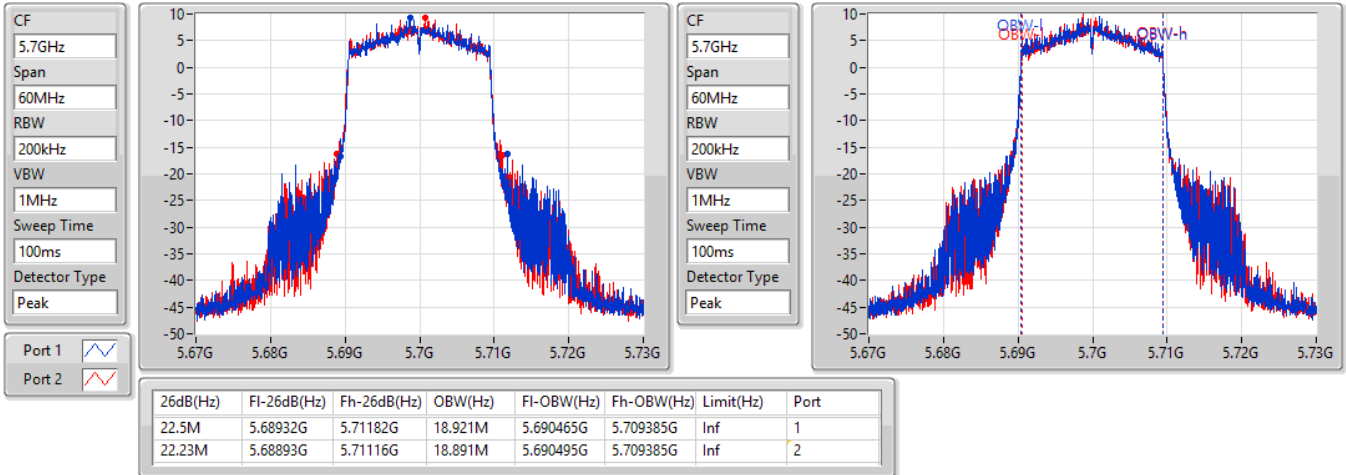 CF
5.7GHz
Span
60MHz
RBW
200kHz
VBW
1MHz
Sweep Time
100ms
Detector Type
Peak
Port 1
Port 2
10
5
0
-5
-10
-15
-20
-25
-30
-35
-40
-45
-50
5.67G 5.68G 5.69G 5.7G 5.71G 5.72G 5.73G
CF
5.7GHz
Span
60MHz
RBW
200kHz
VBW
1MHz
Sweep Time
100ms
Detector Type
Peak
10
5
0
-5
-10
-15
-20
-25
-30
-35
-40
-45
-50
OBW-l
OBW-l
OBW-h
5.67G 5.68G 5.69G 5.7G 5.71G 5.72G 5.73G
26dB(Hz) Fl-26dB(Hz) Fh-26dB(Hz) OBW(Hz) Fl-OBW(Hz) Fh-OBW(Hz) Limit(Hz) Port
22.5M 5.68932G 5.71182G 18.921M 5.690465G 5.709385G Inf 1
22.23M 5.68893G 5.71116G 18.891M 5.690495G 5.709385G Inf 2